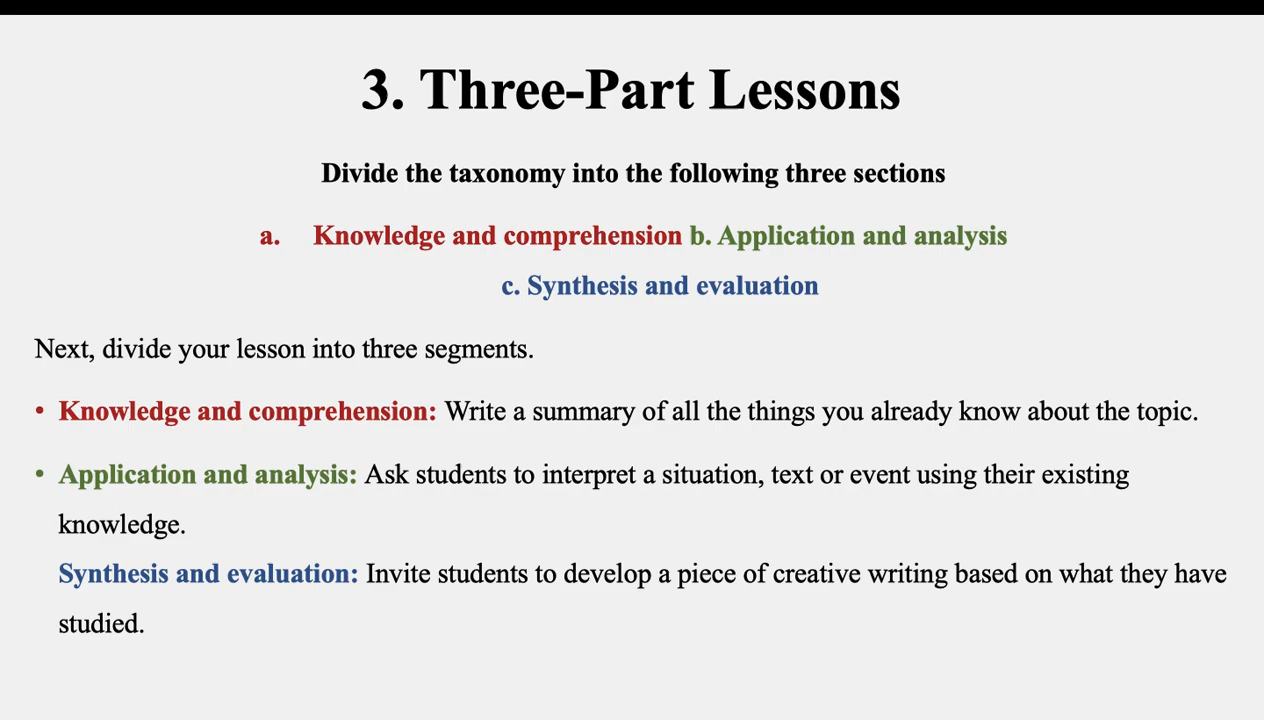 3. Three-Part Lessons
Divide the taxonomy into the following three sections
a. Knowledge and comprehension b. Application and analysis
c. Synthesis and evaluation
Next, divide your lesson into three segments.
• Knowledge and comprehension: Write a summary of all the things you already know about the topic.
• Application and analysis: Ask students to interpret a situation, text or event using their existing
knowledge.
Synthesis and evaluation: Invite students to develop a piece of creative writing based on what they have
studied.